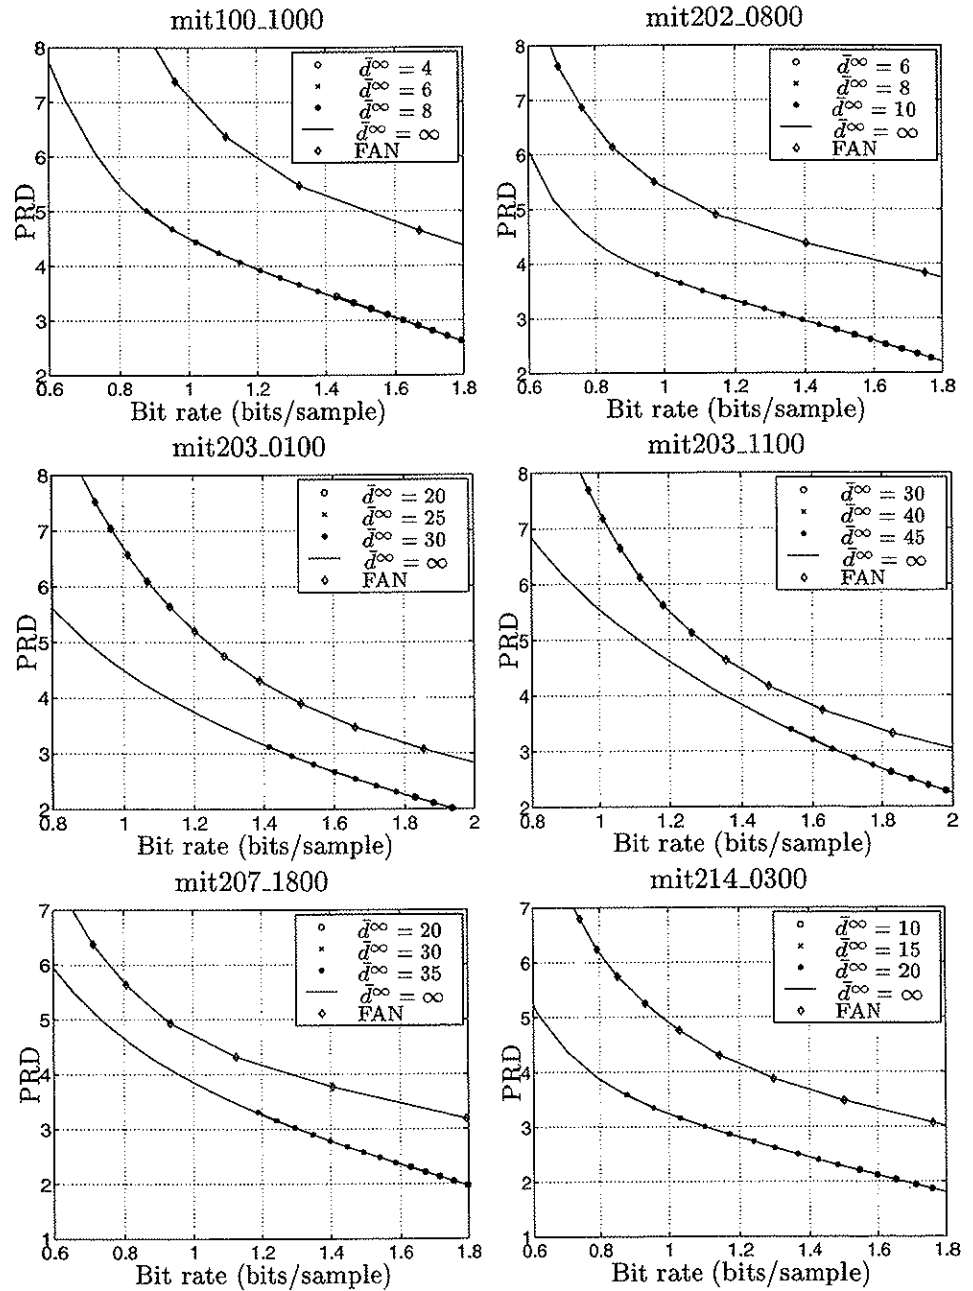 mit100_1000
8
7
6
5
4
3
2
PRD
d̄∞ = 4
d̄∞ = 6
d̄∞ = 8
d̄∞ = ∞
FAN
0.6 0.8 1 1.2 1.4 1.6 1.8
Bit rate (bits/sample)
mit202_0800
8
7
6
5
4
3
2
PRD
d̄∞ = 6
d̄∞ = 8
d̄∞ = 10
d̄∞ = ∞
FAN
0.6 0.8 1 1.2 1.4 1.6 1.8
Bit rate (bits/sample)
mit203_0100
8
7
6
5
4
3
2
PRD
d̄∞ = 20
d̄∞ = 25
d̄∞ = 30
d̄∞ = ∞
FAN
0.8 1 1.2 1.4 1.6 1.8 2
Bit rate (bits/sample)
mit203_1100
8
7
6
5
4
3
2
PRD
d̄∞ = 30
d̄∞ = 40
d̄∞ = 45
d̄∞ = ∞
FAN
0.8 1 1.2 1.4 1.6 1.8 2
Bit rate (bits/sample)
mit207_1800
7
6
5
4
3
2
1
PRD
d̄∞ = 20
d̄∞ = 30
d̄∞ = 35
d̄∞ = ∞
FAN
0.6 0.8 1 1.2 1.4 1.6 1.8
Bit rate (bits/sample)
mit214_0300
7
6
5
4
3
2
1
PRD
d̄∞ = 10
d̄∞ = 15
d̄∞ = 20
d̄∞ = ∞
FAN
0.6 0.8 1 1.2 1.4 1.6 1.8
Bit rate (bits/sample)